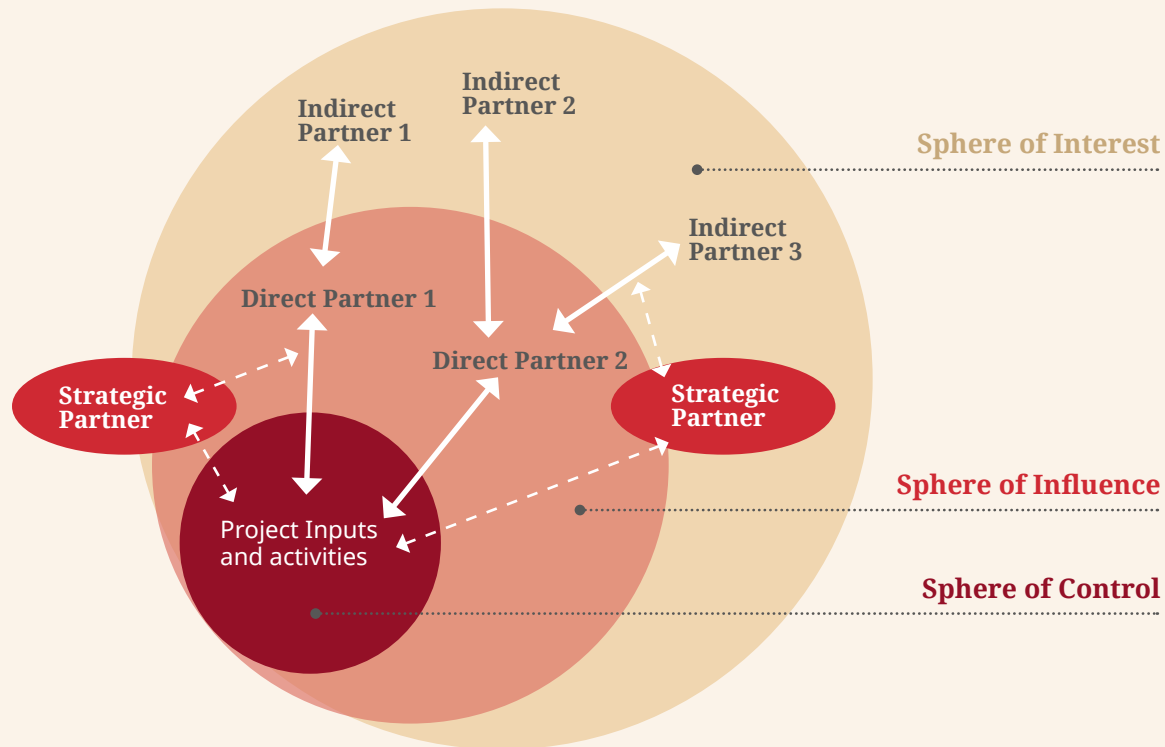 Indirect
Partner 1
Indirect
Partner 2
Sphere of Interest
Indirect
Partner 3
Direct Partner 1
Direct Partner 2
Strategic
Partner
Strategic
Partner
Sphere of Influence
Project Inputs
and activities
Sphere of Control